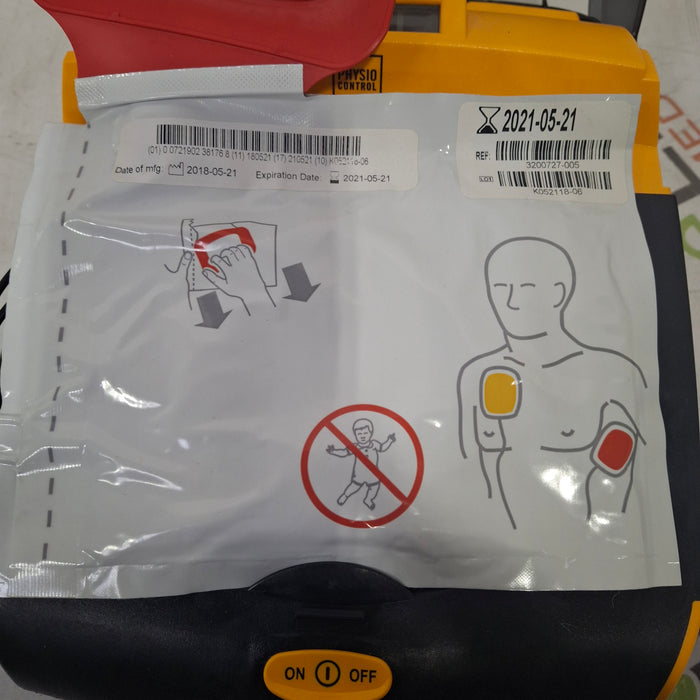 PHYSIO
CONTROL
2021-05-21
REF:
3200727-005
LOT
K052118-06
(01) 0 0721902 38176 8 (11) 180521 (17) 210521 (10) K052118-06
Date of mfg: 2018-05-21 Expiration Date: 2021-05-21
ON OFF